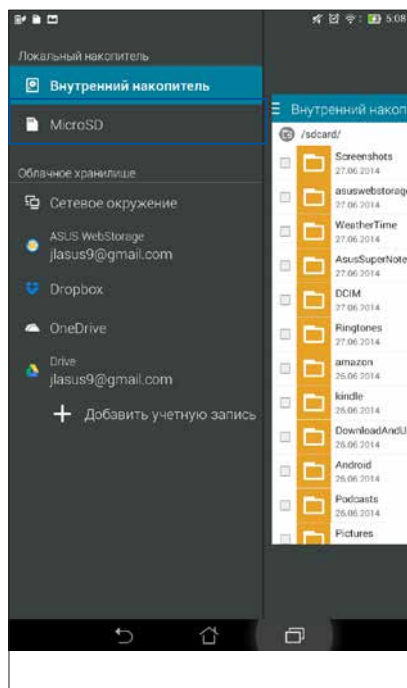 5:08
Локальный накопитель
Внутренний накопитель
MicroSD
Облачное хранилище
Сетевое окружение
ASUS WebStorage
jlasus9@gmail.com
Dropbox
OneDrive
Drive
jlasus9@gmail.com
Добавить учетную запись
Внутренний накоп
/sdcard/
Screenshots
27.06.2014
asuswebstorage
27.06.2014
WeatherTime
27.06.2014
AsusSuperNote
27.06.2014
DCIM
27.06.2014
Ringtones
27.06.2014
amazon
26.06.2014
kindle
26.06.2014
DownloadAndU
26.06.2014
Android
26.06.2014
Podcasts
26.06.2014
Pictures